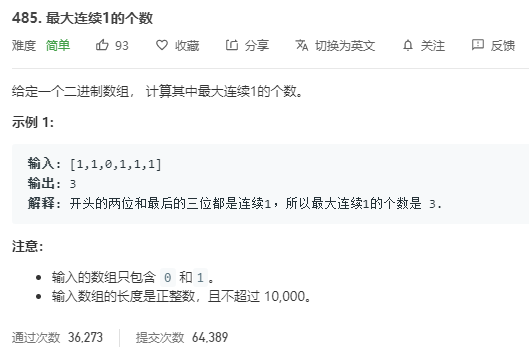 485. 最大连续1的个数
难度 简单 93 收藏 分享 切换为英文 关注 反馈
给定一个二进制数组， 计算其中最大连续1的个数。
示例 1:
输入: [1,1,0,1,1,1]
输出: 3
解释: 开头的两位和最后的三位都是连续1，所以最大连续1的个数是 3.
注意：
输入的数组只包含 0 和1。
输入数组的长度是正整数，且不超过 10,000。
通过次数 36,273 提交次数 64,389